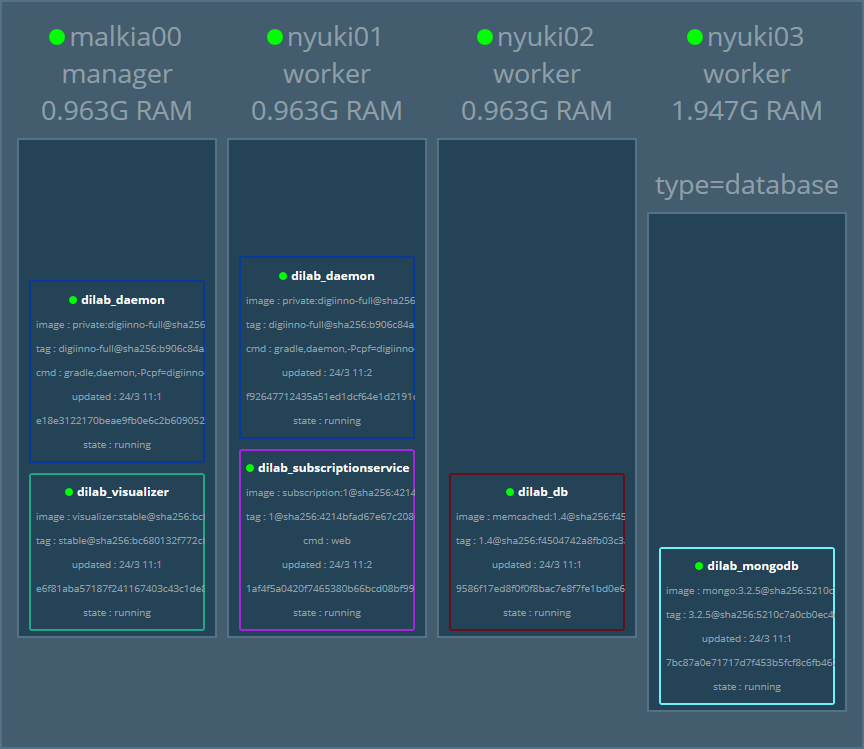 malkia00
manager
0.963G RAM
dilab_daemon
image : private:digiinno-full@sha256
tag : digiinno-full@sha256:b906c84a
cmd : gradle,daemon,-Pcpf=digiinno-
updated : 24/3 11:1
e18e3122170beae9fb0e6c2b609052
state : running
dilab_visualizer
image : visualizer:stable@sha256:bc
tag : stable@sha256:bc680132f772c
e6f81aba57187f241167403c43c1de8
updated : 24/3 11:1
state : running
nyuki01
worker
0.963G RAM
dilab_daemon
image : private:digiinno-full@sha256
tag : digiinno-full@sha256:b906c84a
cmd : gradle,daemon,-Pcpf=digiinno-
updated : 24/3 11:2
f92647712435a51ed1dcf64e1d2191c
state : running
dilab_subscriptionservice
image : subscription:1@sha256:4214
tag : 1@sha256:4214bfad67e67c208
cmd : web
updated : 24/3 11:2
1af4f5a0420f7465380b66bcd08bf99
state : running
nyuki02
worker
0.963G RAM
dilab_db
image : memcached:1.4@sha256:f45
tag : 1.4@sha256:f4504742a8fb03c3
updated : 24/3 11:1
9586f17ed8f0f0f8bac7e8f7fe1bd0e6
state : running
nyuki03
worker
1.947G RAM
type=database
dilab_mongodb
image : mongo:3.2.5@sha256:5210c
tag : 3.2.5@sha256:5210c7a0cb0ec4
updated : 24/3 11:1
7bc87a0e71717d7f453b5fcf8c6fb46
state : running